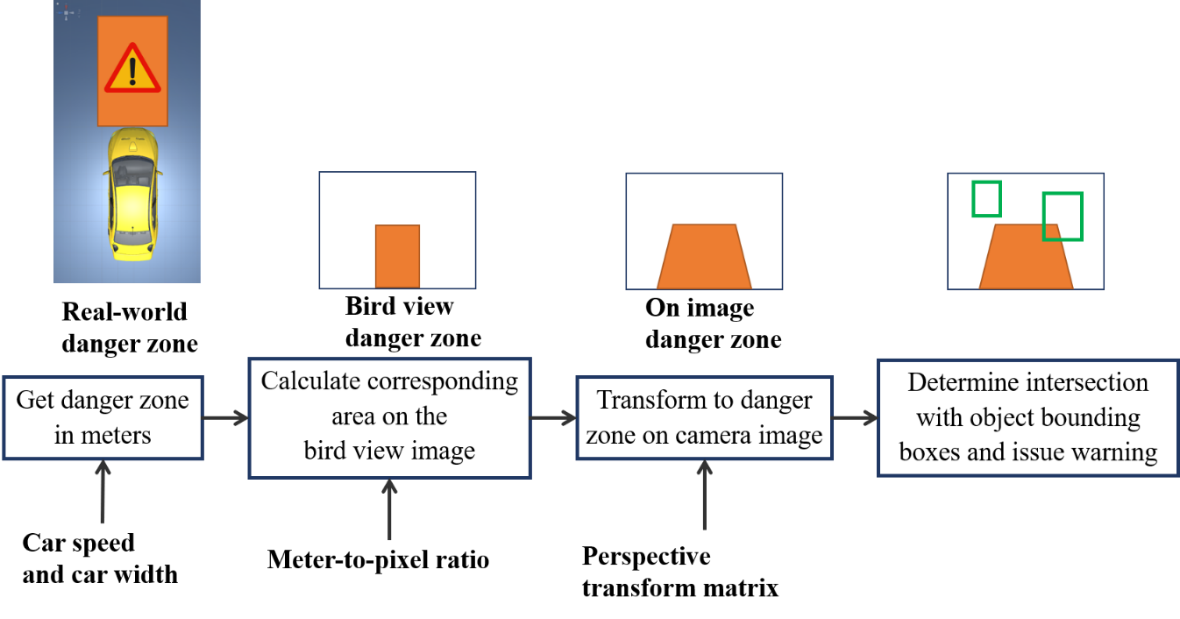 Real-world
danger zone
Bird view
danger zone
On image
danger zone
Get danger zone
in meters
Calculate corresponding
area on the
bird view image
Transform to danger
zone on camera image
Determine intersection
with object bounding
boxes and issue warning
Car speed
and car width
Meter-to-pixel ratio
Perspective
transform matrix